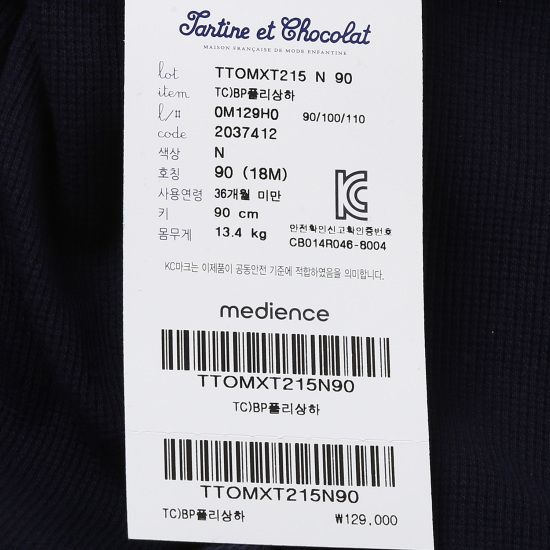 Tartine et Chocolat
MAISON FRANÇAISE DE MODE ENFANTINE
lot TTOMXT215 N 90
item TC)BP폴리상하
l/# 0M129H0 90/100/110
code 2037412
색상 N
호칭 90 (18M)
사용연령 36개월 미만
키 90 cm
몸무게 13.4 kg
안전확인신고확인증번호
CB014R046-8004
KC마크는 이제품이 공동안전 기준에 적합하였음을 의미합니다.
medience
TTOMXT215N90
TC)BP폴리상하
TTOMXT215N90
TC)BP폴리상하 ₩129.000